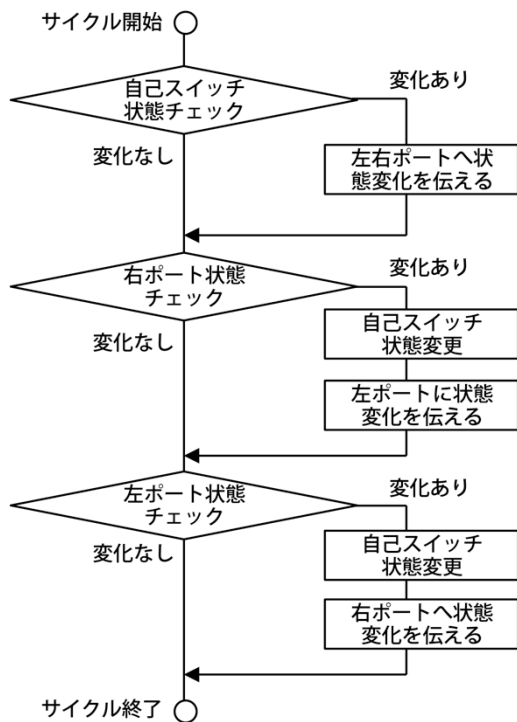 サイクル開始
自己スイッチ
状態チェック
変化あり
変化なし
左右ポートへ状
態変化を伝える
右ポート状態
チェック
変化あり
変化なし
自己スイッチ
状態変更
左ポートに状態
変化を伝える
左ポート状態
チェック
変化あり
変化なし
自己スイッチ
状態変更
右ポートへ状態
変化を伝える
サイクル終了